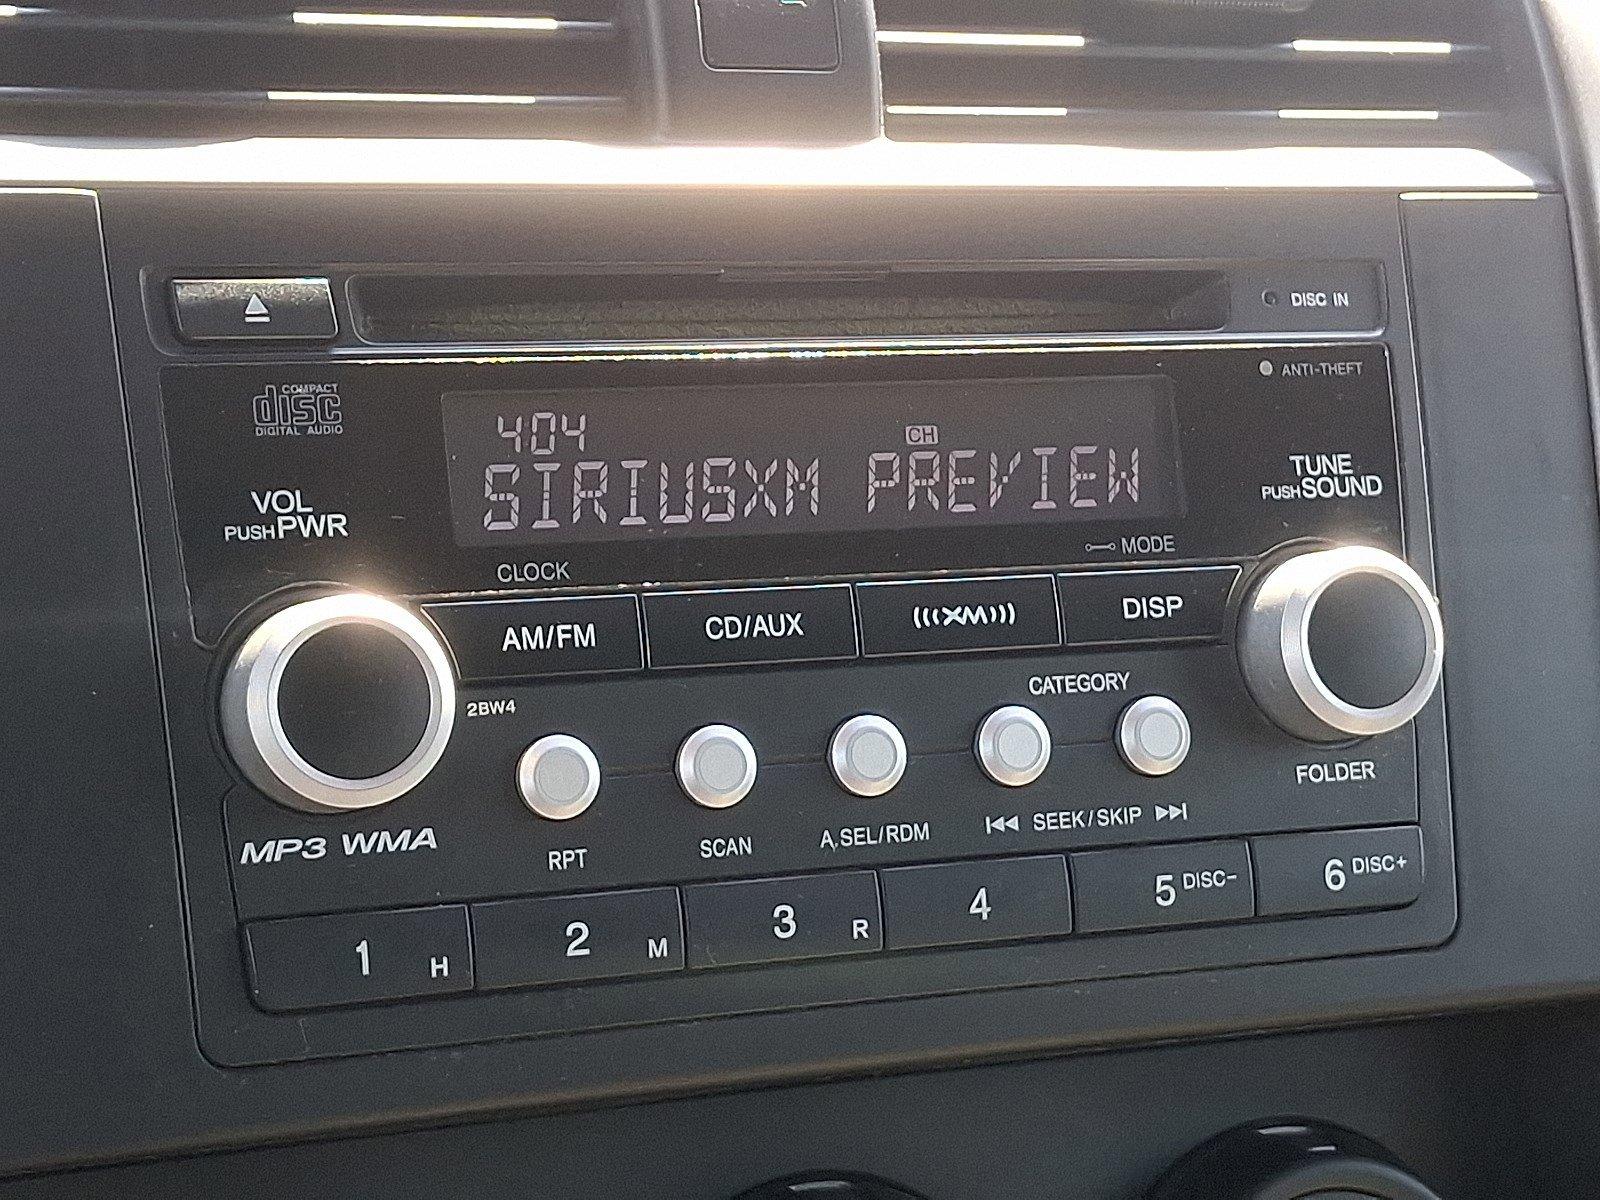 DISC IN
COMPACT
disc
DIGITAL AUDIO
ANTI-THEFT
404
CH
SIRIUSXM PREVIEW
VOL
PUSH PWR
TUNE
PUSH SOUND
CLOCK
MODE
AM/FM
CD/AUX
(((XM)))
DISP
2BW4
CATEGORY
MP3 WMA
RPT
SCAN
A.SEL/RDM
SEEK/SKIP
FOLDER
1 H
2 M
3 R
4
5 DISC-
6 DISC+